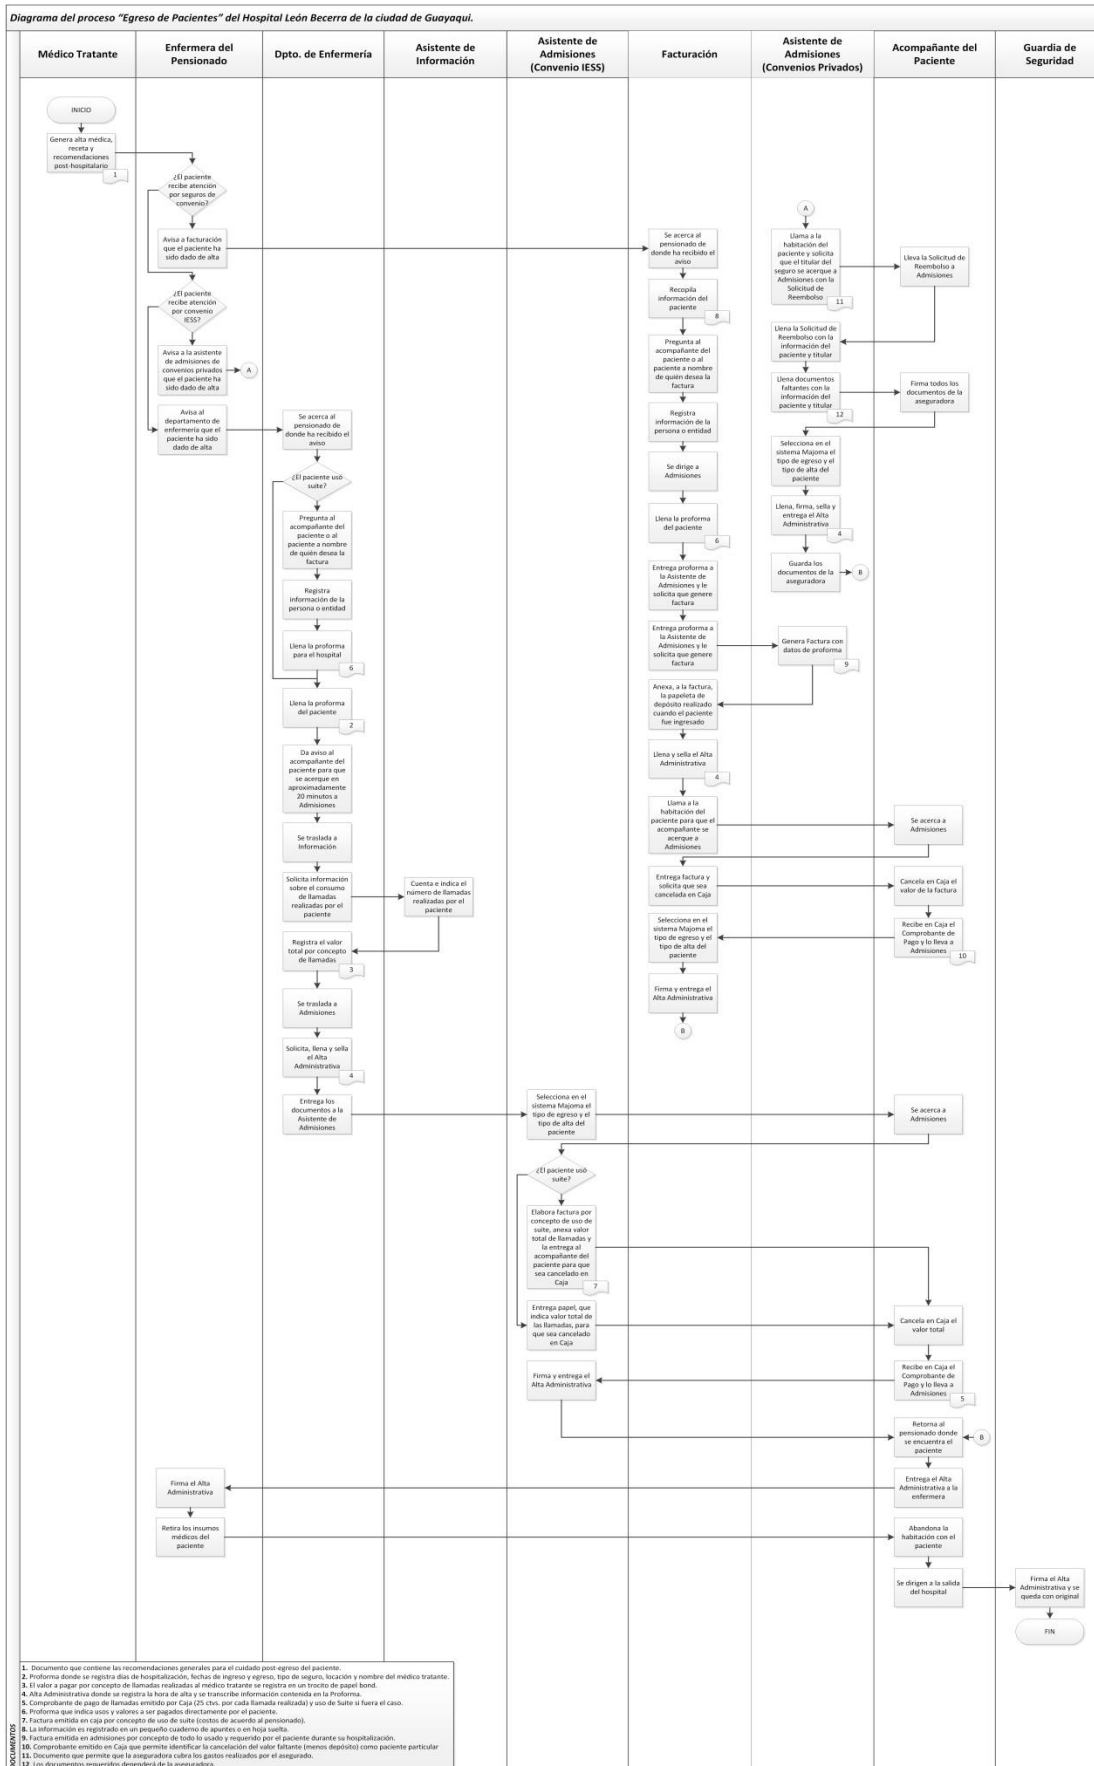 Diagrama del proceso "Egreso de Pacientes" del Hospital León Becerra de la ciudad de Guayaqui.
Médico Tratante
Enfermera del
Pensionado
Dpto. de Enfermería
Asistente de
Información
Asistente de
Admisiones
(Convenio IESS)
Facturación
Asistente de
Admisiones
(Convenios Privados)
Acompañante del
Paciente
Guardia de
Seguridad
INICIO
Genera alta médica,
receta y
recomendaciones
post-hospitalario
1
¿El paciente
recibe atención
por seguros de
convenio?
Avisa a facturación
que el paciente ha
sido dado de alta
¿El paciente
recibe atención
por convenio
IESS?
Avisa a la asistente
de admisiones de
convenios privados
que el paciente ha
sido dado de alta
A
Avisa al
departamento de
enfermería que el
paciente ha sido
dado de alta
Se acerca al
pensionado de
donde ha recibido el
aviso
¿El paciente usó
suite?
Pregunta al
acompañante del
paciente o al
paciente a nombre
de quién desea la
factura
Registra
información de la
persona o entidad
Llena la proforma
para el hospital
6
Llena la proforma
del paciente
2
Da aviso al
acompañante del
paciente para que
se acerque en
aproximadamente
20 minutos a
Admisiones
Se traslada a
Información
Solicita información
sobre el consumo
de llamadas
realizadas por el
paciente
Cuenta e indica el
número de llamadas
realizadas por el
paciente
Registra el valor
total por concepto
de llamadas
3
Se traslada a
Admisiones
Solicita, llena y sella
el Alta
Administrativa
4
Entrega los
documentos a la
Asistente de
Admisiones
Se acerca al
pensionado de
donde ha recibido el
aviso
Recopila
información del
paciente
8
Pregunta al
acompañante del
paciente o al
paciente a nombre
de quién desea la
factura
Registra
información de la
persona o entidad
Se dirige a
Admisiones
Llena la proforma
del paciente
6
Entrega proforma a
la Asistente de
Admisiones y le
solicita que genere
factura
Entrega proforma a
la Asistente de
Admisiones y le
solicita que genere
factura
Anexa, a la factura,
la papeleta de
depósito realizado
cuando el paciente
fue ingresado
Llena y sella el Alta
Administrativa
4
Llama a la
habitación del
paciente para que el
acompañante se
acerque a
Admisiones
Entrega factura y
solicita que sea
cancelada en Caja
Selecciona en el
sistema Majoma el
tipo de egreso y el
tipo de alta del
paciente
Firma y entrega el
Alta Administrativa
B
A
Llama a la
habitación del
paciente y solicita
que el titular del
seguro se acerque a
Admisiones con la
Solicitud de
Reembolso
11
Lleva la Solicitud de
Reembolso a
Admisiones
Llena la Solicitud de
Reembolso con la
información del
paciente y titular
Llena documentos
faltantes con la
información del
paciente y titular
12
Firma todos los
documentos de la
aseguradora
Selecciona en el
sistema Majoma el
tipo de egreso y el
tipo de alta del
paciente
Llena, firma, sella y
entrega el Alta
Administrativa
4
Guarda los
documentos de la
aseguradora
B
Genera Factura con
datos de proforma
9
Se acerca a
Admisiones
Cancela en Caja el
valor de la factura
Recibe en Caja el
Comprobante de
Pago y lo lleva a
Admisiones
10
Selecciona en el
sistema Majoma el
tipo de egreso y el
tipo de alta del
paciente
Se acerca a
Admisiones
¿El paciente usó
suite?
Elabora factura por
concepto de uso de
suite, anexa valor
total de llamadas y
la entrega al
acompañante del
paciente para que
sea cancelado en
Caja
7
Entrega papel, que
indica valor total de
las llamadas, para
que sea cancelado
en Caja
Cancela en Caja el
valor total
Recibe en Caja el
Comprobante de
Pago y lo lleva a
Admisiones
5
Firma y entrega el
Alta Administrativa
Retorna al
pensionado donde
se encuentra el
paciente
B
Entrega el Alta
Administrativa a la
enfermera
Firma el Alta
Administrativa
Retira los insumos
médicos del
paciente
Abandona la
habitación con el
paciente
Se dirigen a la salida
del hospital
Firma el Alta
Administrativa y se
queda con original
FIN
DOCUMENTOS
1. Documento que contiene las recomendaciones generales para el cuidado post-egreso del paciente.
2. Proforma donde se registra días de hospitalización, fechas de ingreso y egreso, tipo de seguro, locación y nombre del médico tratante.
3. El valor a pagar por concepto de llamadas realizadas al médico tratante se registra en un trocito de papel bond.
4. Alta Administrativa donde se registra la hora de alta y se transcribe información contenida en la Proforma.
5. Comprobante de pago de llamadas emitido por Caja (25 ctvs. por cada llamada realizada) y uso de Suite si fuera el caso.
6. Proforma que indica usos y valores a ser pagados directamente por el paciente.
7. Factura emitida en caja por concepto de uso de suite (costos de acuerdo al pensionado).
8. La información es registrado en un pequeño cuaderno de apuntes o en hoja suelta.
9. Factura emitida en admisiones por concepto de todo lo usado y requerido por el paciente durante su hospitalización.
10. Comprobante emitido en Caja que permite identificar la cancelación del valor faltante (menos depósito) como paciente particular
11. Documento que permite que la aseguradora cubra los gastos realizados por el asegurado.
12. Los documentos requeridos dependerá de la aseguradora.